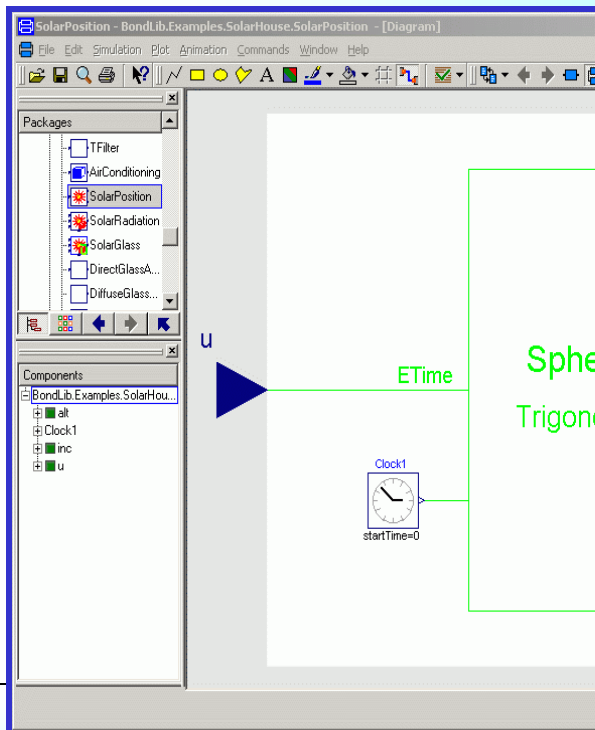 SolarPosition - BondLib.Examples.SolarHouse.SolarPosition - [Diagram]
File Edit Simulation Plot Animation Commands Window Help
A
Packages
TFilter
AirConditioning
SolarPosition
SolarRadiation
SolarGlass
DirectGlassA...
DiffuseGlass...
Components
BondLib.Examples.SolarHou...
alt
Clock1
inc
u
u
ETime
Sphe
Trigono
Clock1
startTime=0